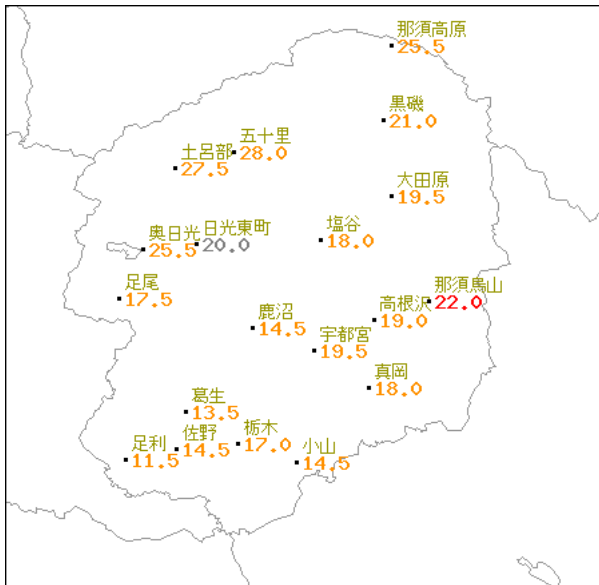 那須高原
25.5
黒磯
21.0
五十里
28.0
土呂部
27.5
大田原
19.5
日光東町
20.0
奥日光
25.5
塩谷
18.0
足尾
17.5
那須烏山
22.0
高根沢
19.0
鹿沼
14.5
宇都宮
19.5
真岡
18.0
葛生
13.5
栃木
17.0
佐野
14.5
足利
11.5
小山
14.5